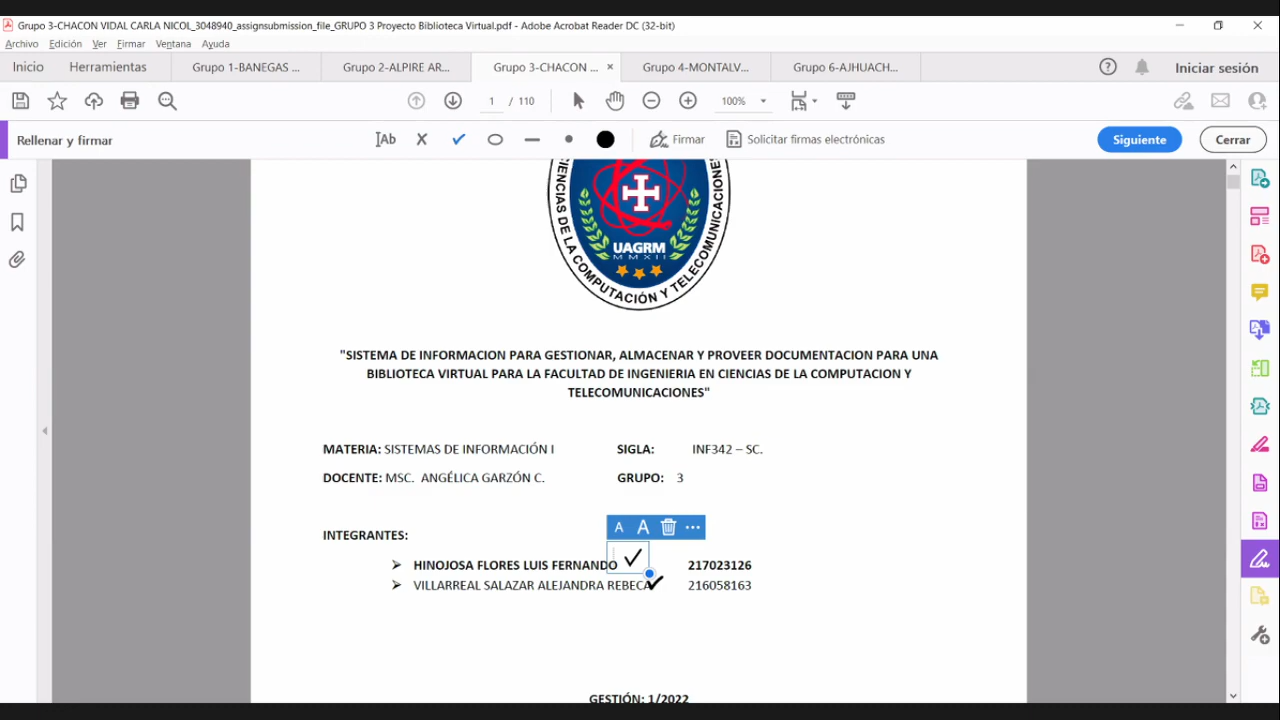 Grupo 3-CHACON VIDAL CARLA NICOL_3048940_assignsubmission_file_GRUPO 3 Proyecto Biblioteca Virtual.pdf - Adobe Acrobat Reader DC (32-bit)
Archivo Edición Ver Firmar Ventana Ayuda
Inicio Herramientas Grupo 1-BANEGAS ... Grupo 2-ALPIRE AR... Grupo 3-CHACON ... × Grupo 4-MONTALV... Grupo 6-AJHUACH... Iniciar sesión
1 / 110 100%
Rellenar y firmar Ab Firmar Solicitar firmas electrónicas Siguiente Cerrar
CIENCIAS DE LA COMPUTACIÓN Y TELECOMUNICACIONES
UAGRM
MMXII
"SISTEMA DE INFORMACION PARA GESTIONAR, ALMACENAR Y PROVEER DOCUMENTACION PARA UNA
BIBLIOTECA VIRTUAL PARA LA FACULTAD DE INGENIERIA EN CIENCIAS DE LA COMPUTACION Y
TELECOMUNICACIONES"
MATERIA: SISTEMAS DE INFORMACIÓN I SIGLA: INF342 – SC.
DOCENTE: MSC. ANGÉLICA GARZÓN C. GRUPO: 3
A A ...
INTEGRANTES:
➢ HINOJOSA FLORES LUIS FERNANDO 217023126
➢ VILLARREAL SALAZAR ALEJANDRA REBECA 216058163
GESTIÓN: 1/2022